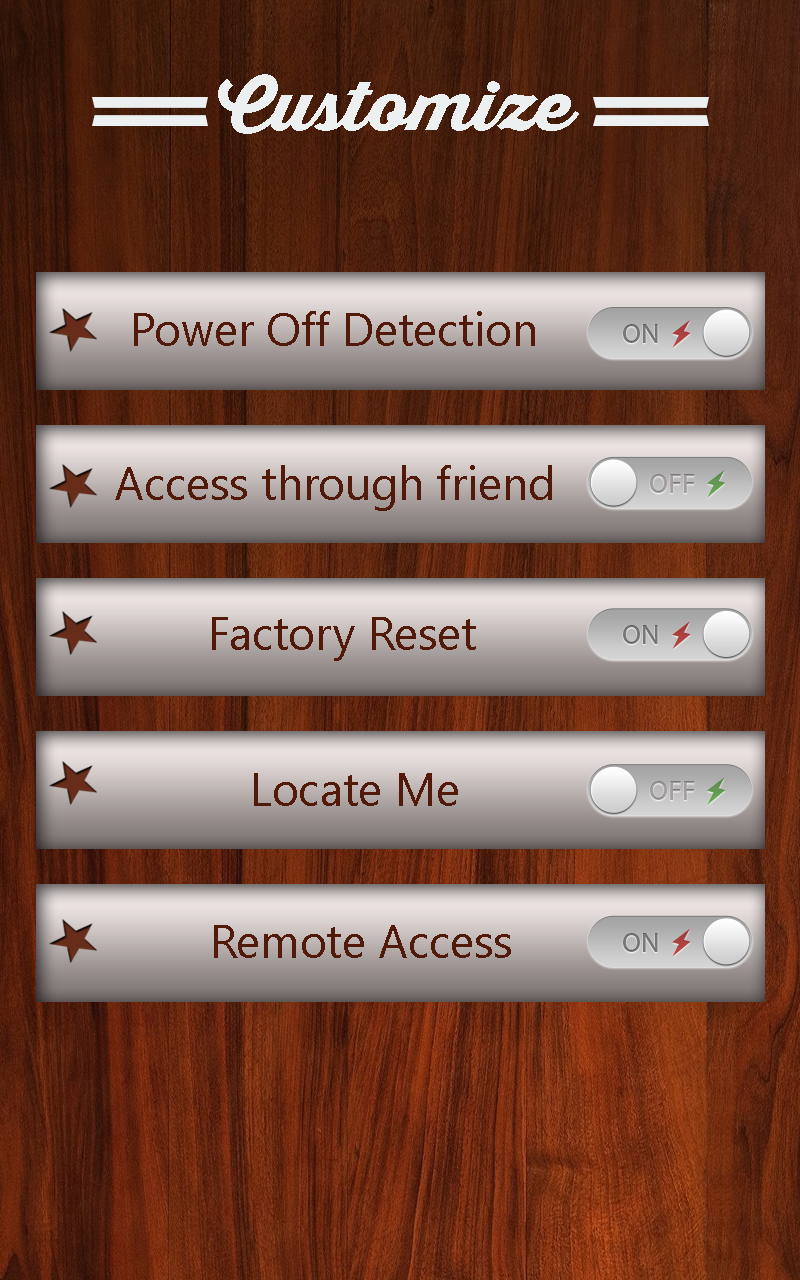 Customize
Power Off Detection ON
Access through friend OFF
Factory Reset ON
Locate Me OFF
Remote Access ON